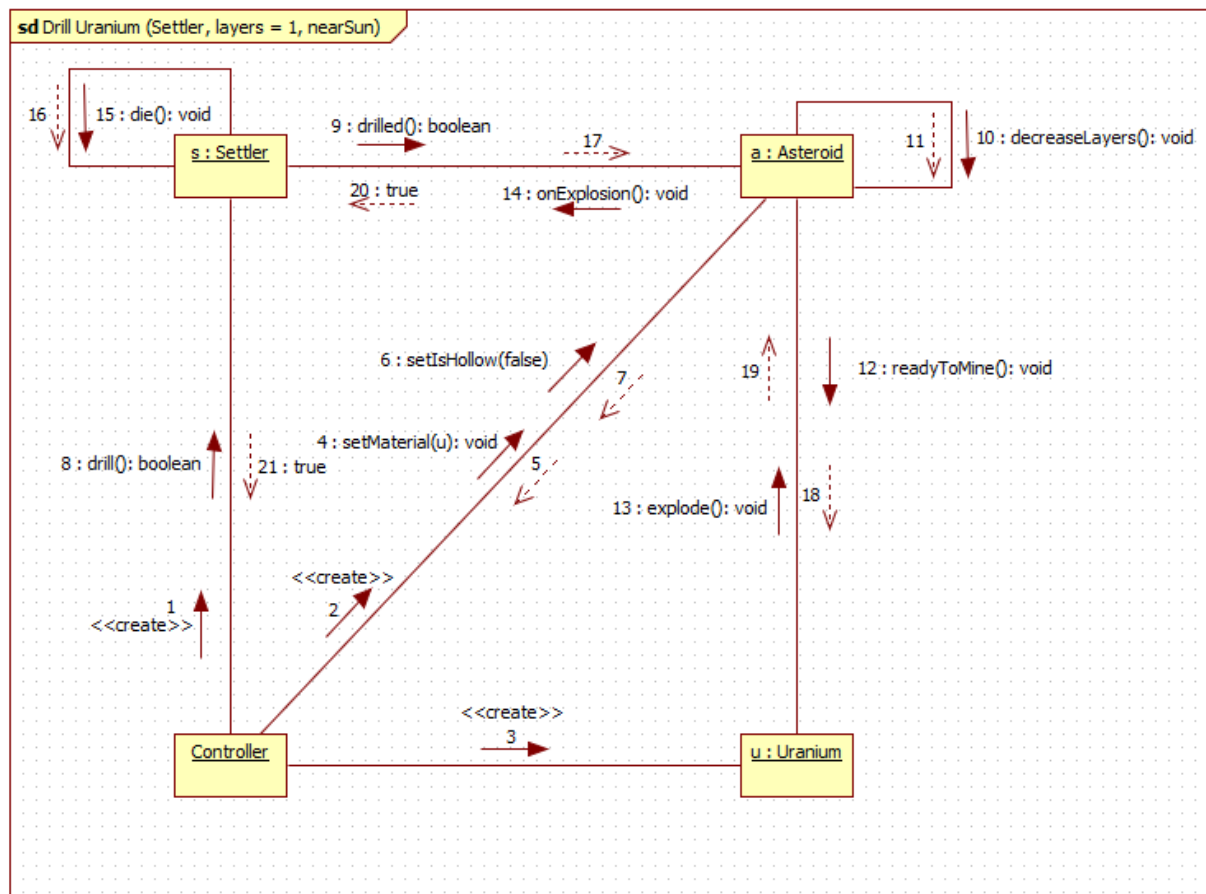 sd Drill Uranium (Settler, layers = 1, nearSun)
16
15 : die(): void
9 : drilled(): boolean
17
11
10 : decreaseLayers(): void
s : Settler
a : Asteroid
20 : true
14 : onExplosion(): void
6 : setIsHollow(false)
7
19
12 : readyToMine(): void
4 : setMaterial(u): void
5
8 : drill(): boolean
21 : true
13 : explode(): void
18
<<create>>
2
1
<<create>>
<<create>>
3
Controller
u : Uranium